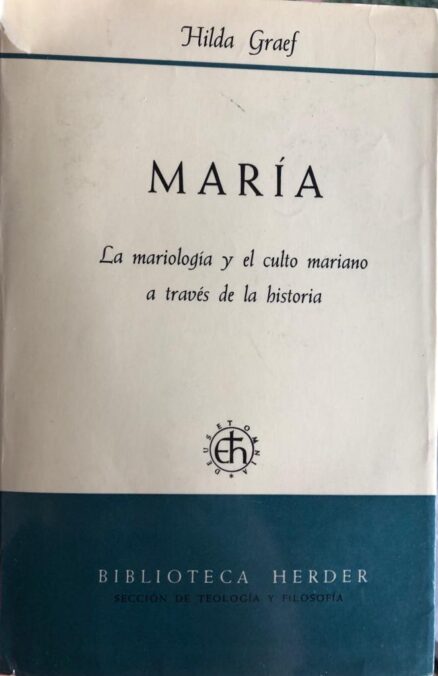 Hilda Graef
MARÍA
La mariología y el culto mariano
a través de la historia
DEUS ET OMNIA
Eh
BIBLIOTECA HERDER
SECCIÓN DE TEOLOGÍA Y FILOSOFÍA